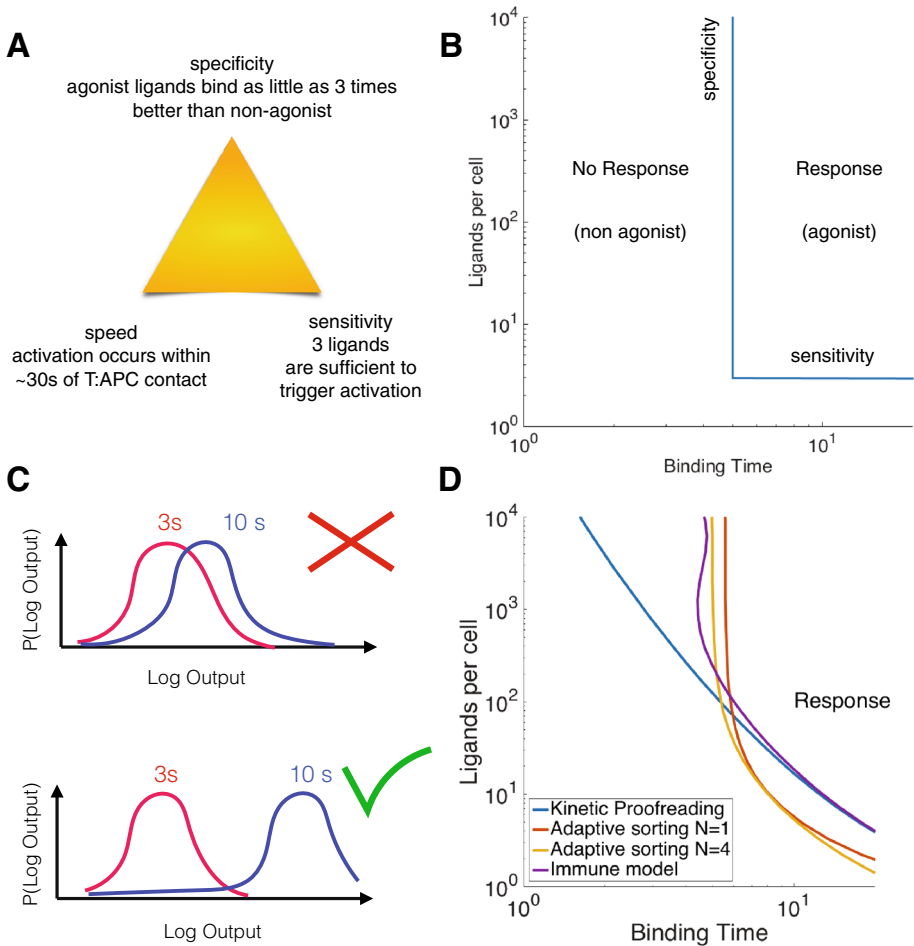 A
specificity
agonist ligands bind as little as 3 times
better than non-agonist
speed
activation occurs within
~30s of T:APC contact
sensitivity
3 ligands
are sufficient to
trigger activation
B
Ligands per cell
10^4
10^3
10^2
10^1
10^0
specificity
No Response
(non agonist)
Response
(agonist)
sensitivity
10^0
10^1
Binding Time
C
P(Log Output)
3s
10 s
Log Output
P(Log Output)
3s
10 s
Log Output
D
Ligands per cell
10^4
10^3
10^2
10^1
10^0
Response
Kinetic Proofreading
Adaptive sorting N=1
Adaptive sorting N=4
Immune model
10^0
10^1
Binding Time